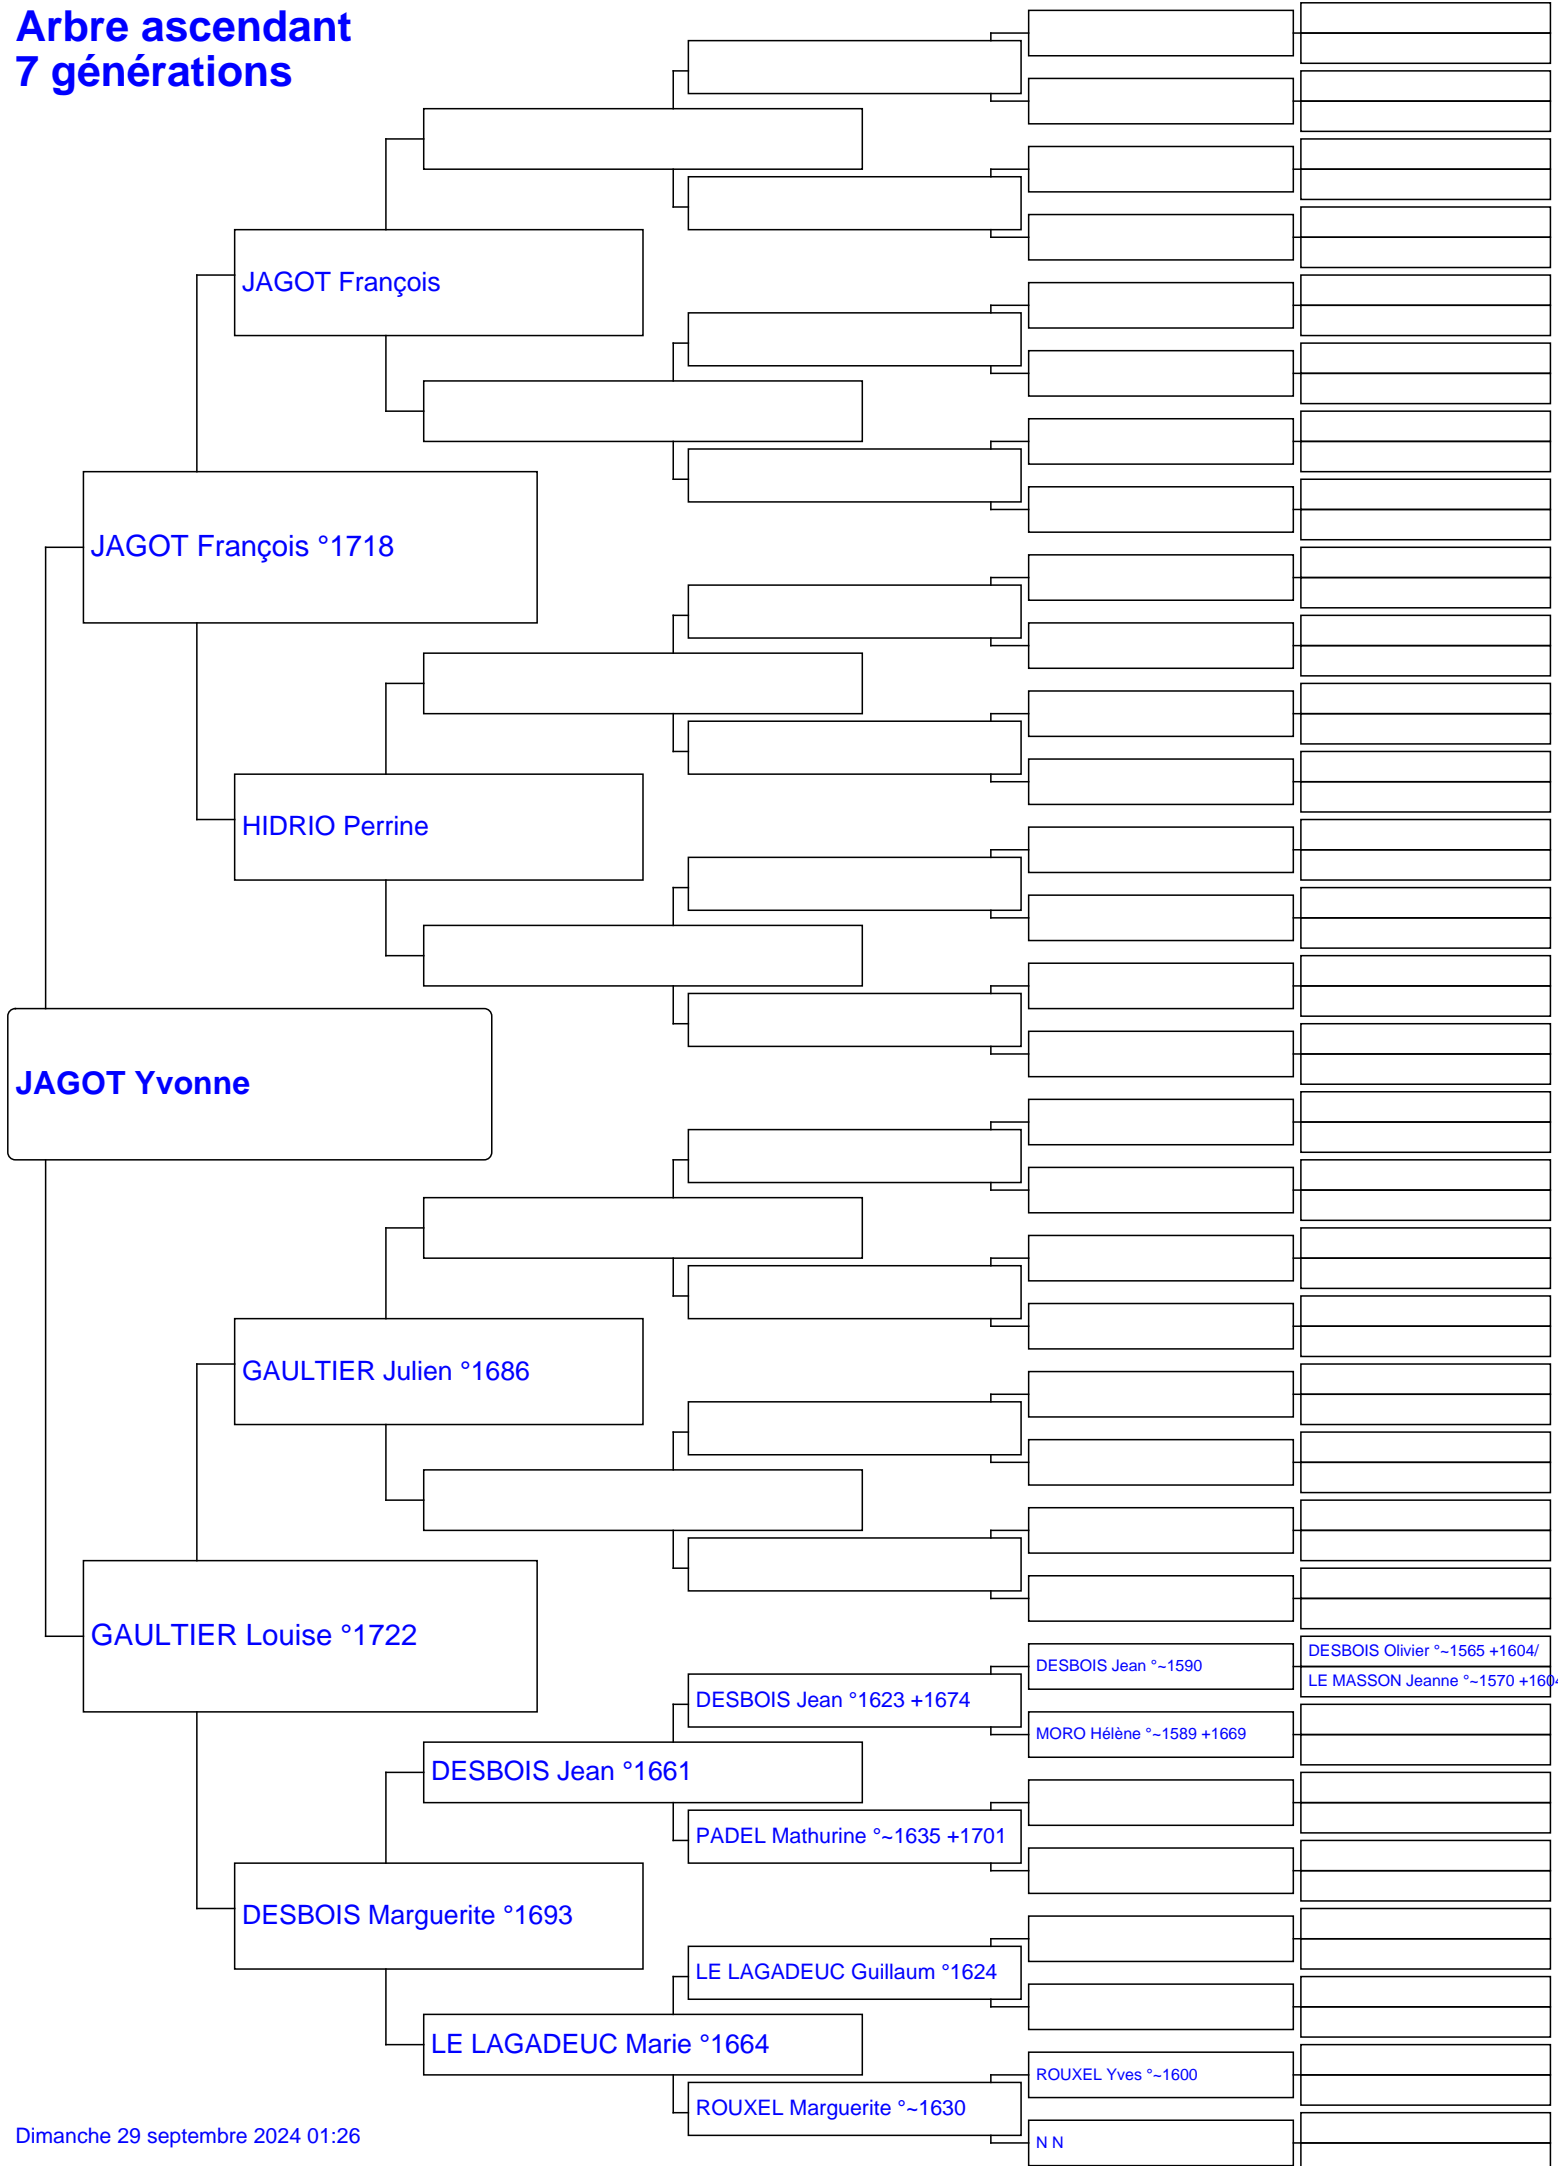 Arbre ascendant
7 générations
JAGOT François
JAGOT François °1718
HIDRIO Perrine
JAGOT Yvonne
GAULTIER Julien °1686
GAULTIER Louise °1722
DESBOIS Olivier °~1565 +1604/
DESBOIS Jean °~1590
LE MASSON Jeanne °~1570 +1604
DESBOIS Jean °1623 +1674
MORO Hélène °~1589 +1669
DESBOIS Jean °1661
PADEL Mathurine °~1635 +1701
DESBOIS Marguerite °1693
LE LAGADEUC Guillaum °1624
LE LAGADEUC Marie °1664
ROUXEL Yves °~1600
ROUXEL Marguerite °~1630
N N
Dimanche 29 septembre 2024 01:26